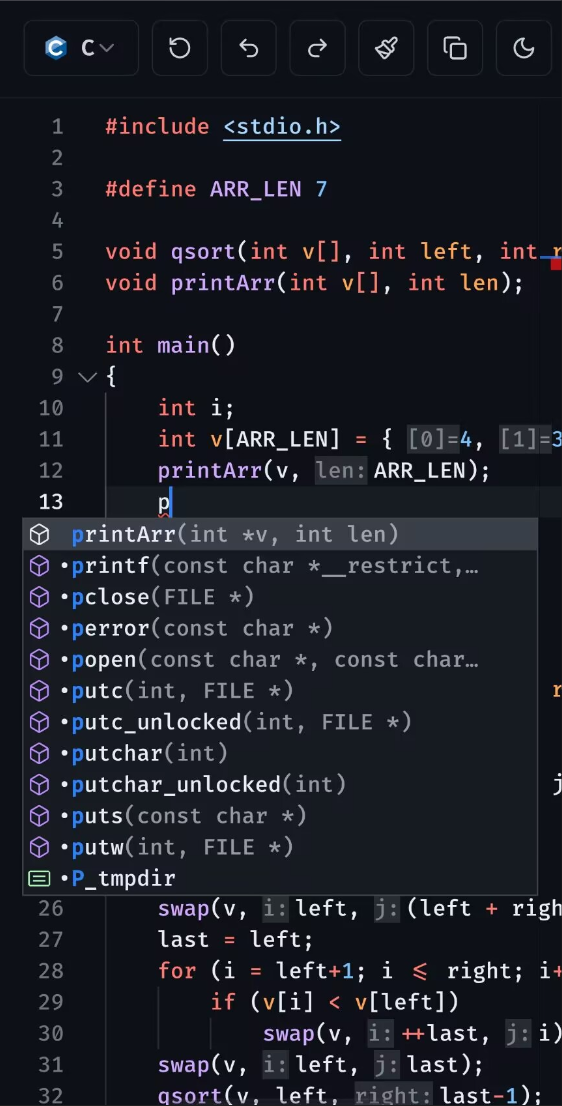 C
1 #include <stdio.h>
2
3 #define ARR_LEN 7
4
5 void qsort(int v[], int left, int r
6 void printArr(int v[], int len);
7
8 int main()
9 {
10 int i;
11 int v[ARR_LEN] = { [0]=4, [1]=3
12 printArr(v, len: ARR_LEN);
13 p
printArr(int *v, int len)
•printf(const char *__restrict,…
•pclose(FILE *)
•perror(const char *)
•popen(const char *, const char…
•putc(int, FILE *)
•putc_unlocked(int, FILE *)
•putchar(int)
•putchar_unlocked(int)
•puts(const char *)
•putw(int, FILE *)
•P_tmpdir
26 swap(v, i: left, j: (left + righ
27 last = left;
28 for (i = left+1; i <= right; i+
29 if (v[i] < v[left])
30 swap(v, i: ++last, j: i)
31 swap(v, i: left, j: last);
32 qsort(v, left, right: last-1);